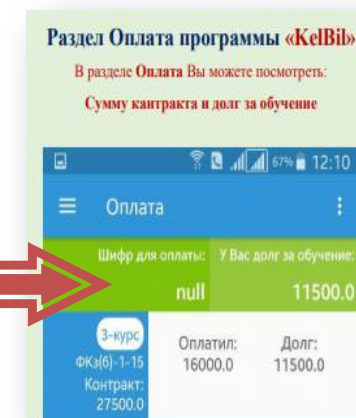 Раздел Оплата программы «KelBil»
В разделе Оплата Вы можете посмотреть:
Сумму кантракта и долг за обучение
67% 12:10
Оплата
Шифр для оплаты: У Вас долг за обучение:
null 11500.0
3-курс
ФКз(б)-1-15
Контракт:
27500.0
Оплатил: Долг:
16000.0 11500.0